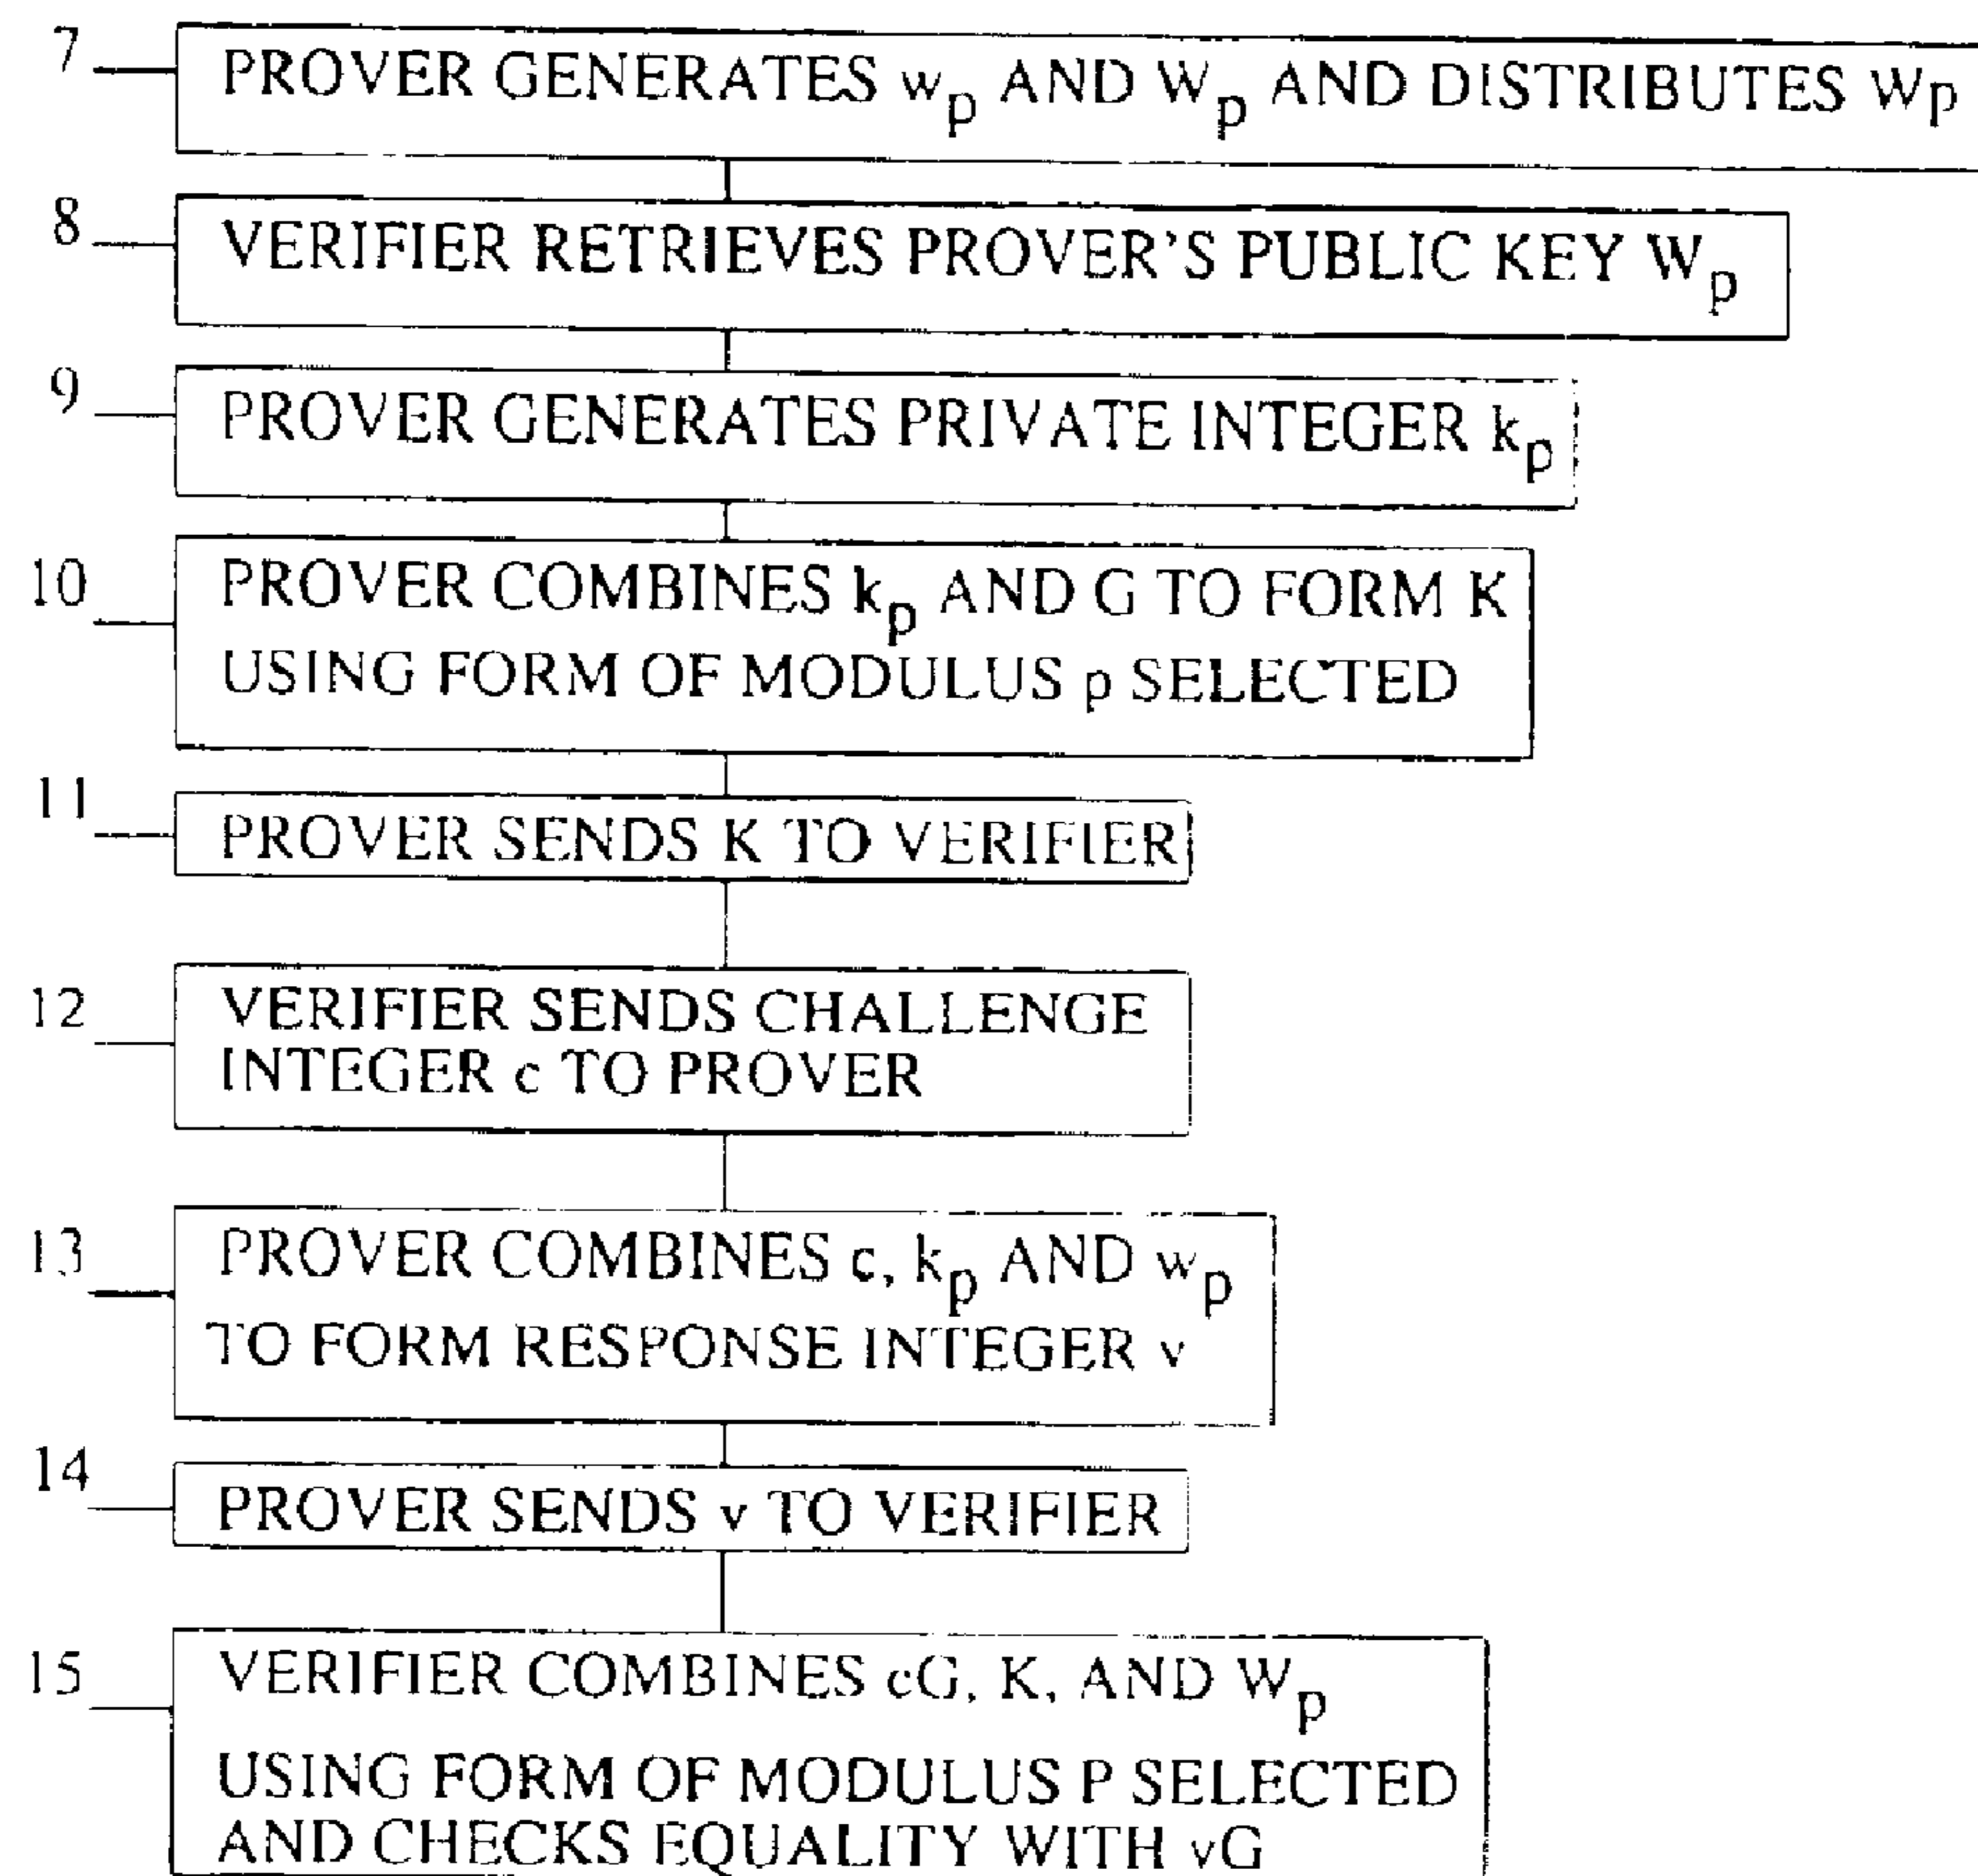 7
PROVER GENERATES wp AND Wp AND DISTRIBUTES Wp
8
VERIFIER RETRIEVES PROVER'S PUBLIC KEY Wp
9
PROVER GENERATES PRIVATE INTEGER kp
10
PROVER COMBINES kp AND G TO FORM K
USING FORM OF MODULUS p SELECTED
11
PROVER SENDS K TO VERIFIER
12
VERIFIER SENDS CHALLENGE
INTEGER c TO PROVER
13
PROVER COMBINES c, kp AND wp
TO FORM RESPONSE INTEGER v
14
PROVER SENDS v TO VERIFIER
15
VERIFIER COMBINES cG, K, AND Wp
USING FORM OF MODULUS P SELECTED
AND CHECKS EQUALITY WITH vG